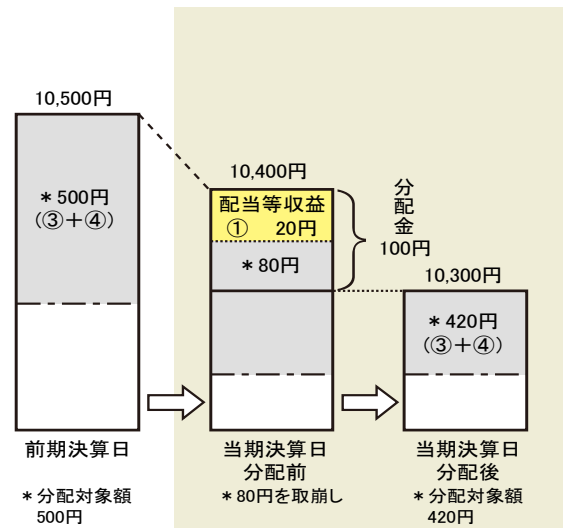 10,500円
＊500円
（③＋④）
前期決算日
＊分配対象額
500円
10,400円
配当等収益
① 20円
＊80円
分配金
100円
当期決算日
分配前
＊80円を取崩し
10,300円
＊420円
（③＋④）
当期決算日
分配後
＊分配対象額
420円